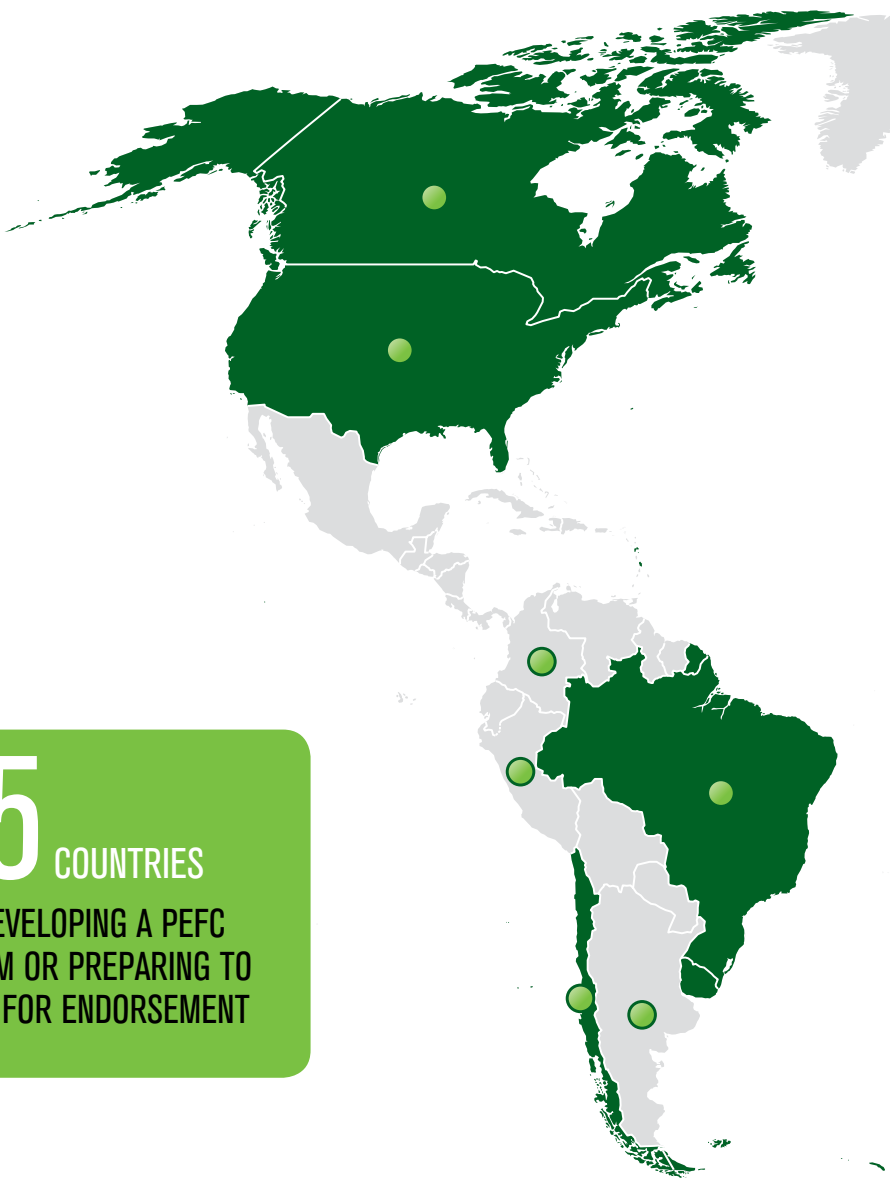 5 COUNTRIES
EVELOPING A PEFC
M OR PREPARING TO
FOR ENDORSEMENT